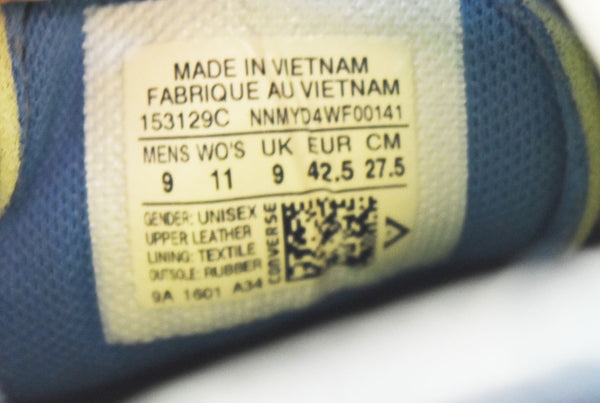 MADE IN VIETNAM
FABRIQUE AU VIETNAM
153129C NNMYD4WF00141
MENS WO'S UK EUR CM
9 11 9 42.5 27.5
GENDER: UNISEX
UPPER LEATHER
LINING: TEXTILE
OUTSOLE: RUBBER
9A 1601 A34
CONVERSE